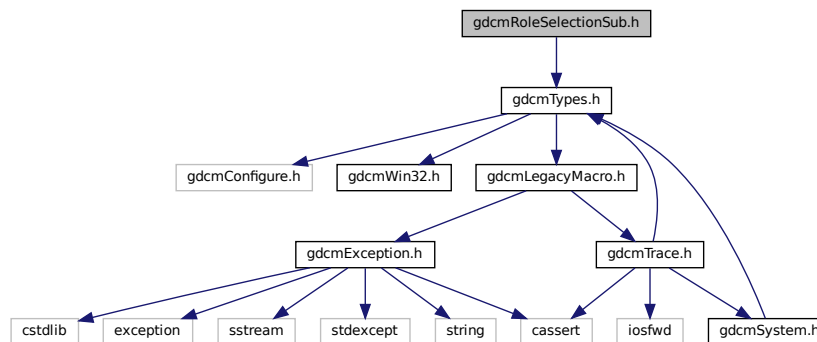 gdcmRoleSelectionSub.h
gdcmTypes.h
gdcmConfigure.h
gdcmWin32.h
gdcmLegacyMacro.h
gdcmException.h
gdcmTrace.h
cstdlib
exception
sstream
stdexcept
string
cassert
iosfwd
gdcmSystem.h